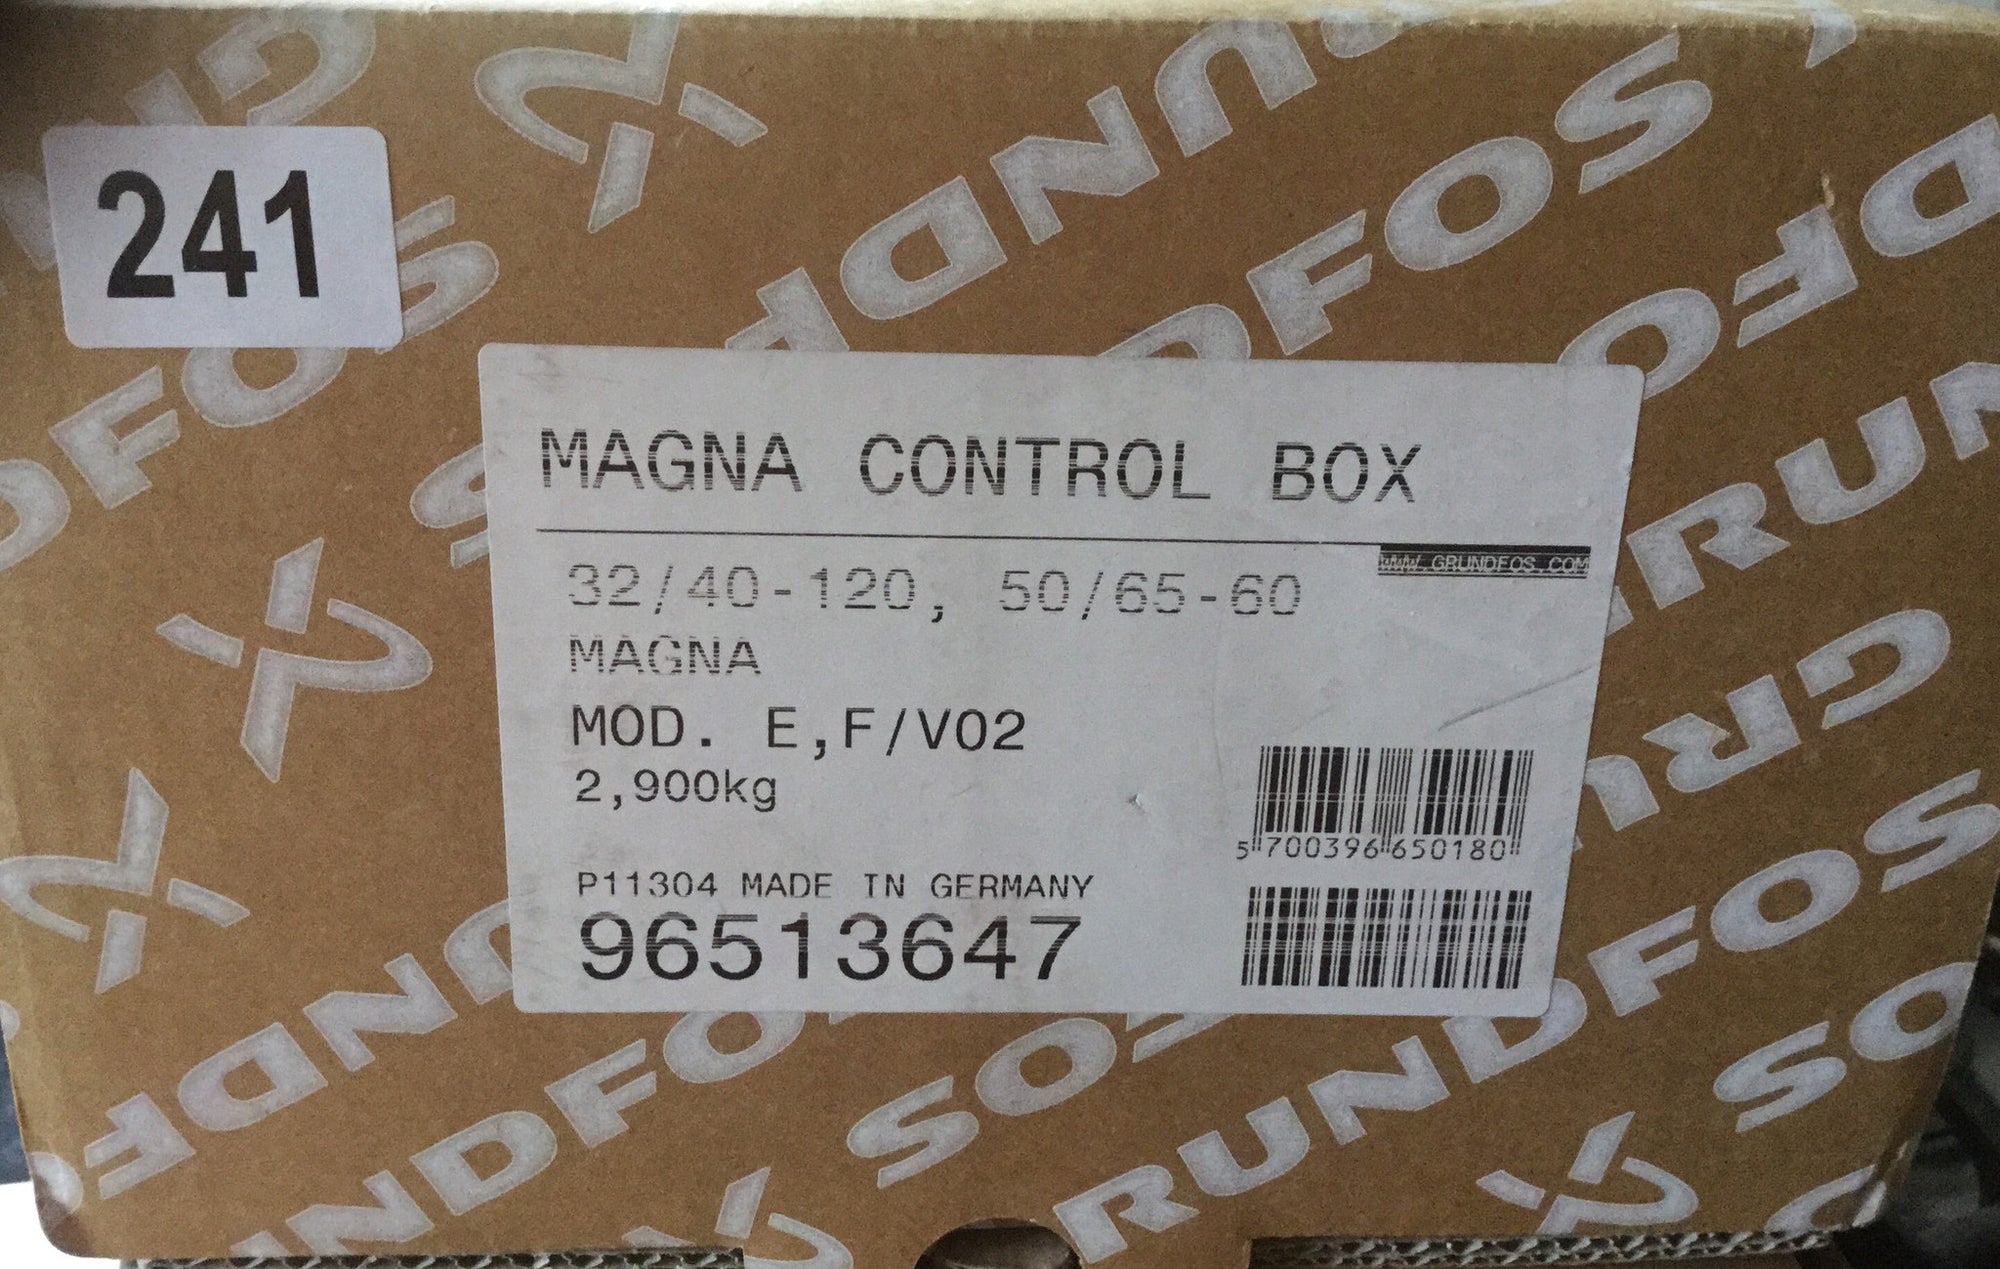 241
MAGNA CONTROL BOX
WWW.GRUNDFOS.COM
32/40-120, 50/65-60
MAGNA
MOD. E,F/V02
2,900kg
5 700396 650180
P11304 MADE IN GERMANY
96513647
GRUNDFOS